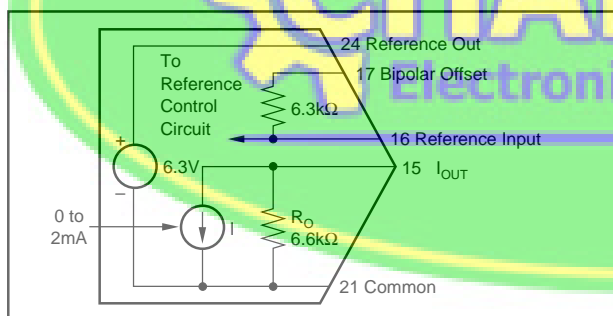 CHA
Electroni
24 Reference Out
17 Bipolar Offset
To
Reference
Control
Circuit
6.3kΩ
16 Reference Input
+
6.3V
–
15 IOUT
0 to
2mA
I
RO
6.6kΩ
21 Common